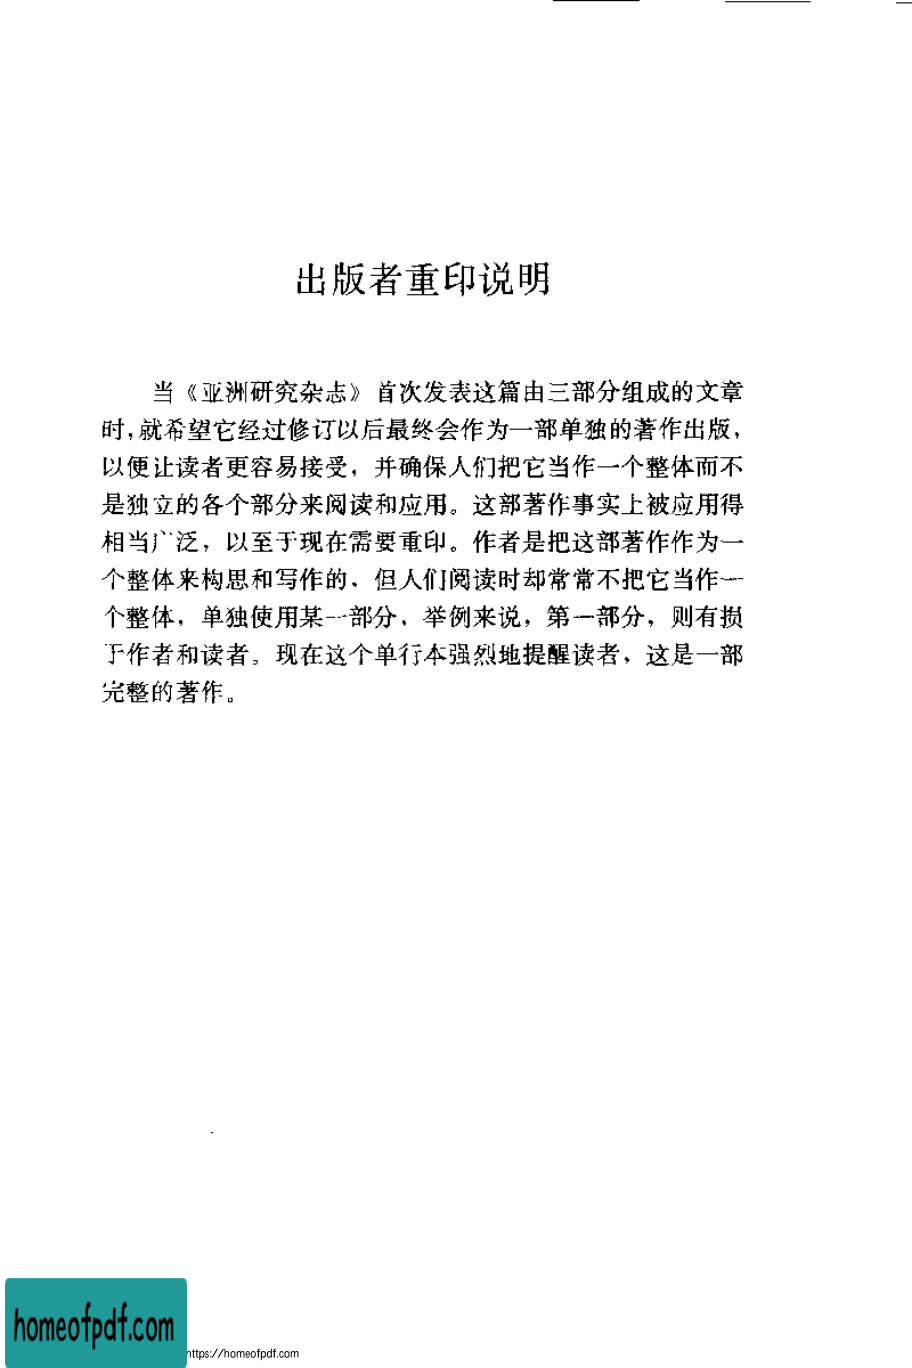 出版者重印说明
当《亚洲研究杂志》首次发表这篇由三部分组成的文章
时，就希望它经过修订以后最终会作为一部单独的著作出版，
以便让读者更容易接受，并确保人们把它当作一个整体而不
是独立的各个部分来阅读和应用。这部著作事实上被应用得
相当广泛，以至于现在需要重印。作者是把这部著作作为一
个整体来构思和写作的，但人们阅读时却常常不把它当作一
个整体，单独使用某一部分，举例来说，第一部分，则有损
于作者和读者。现在这个单行本强烈地提醒读者，这是一部
完整的著作。
homeofpdf.com
https://homeofpdf.com